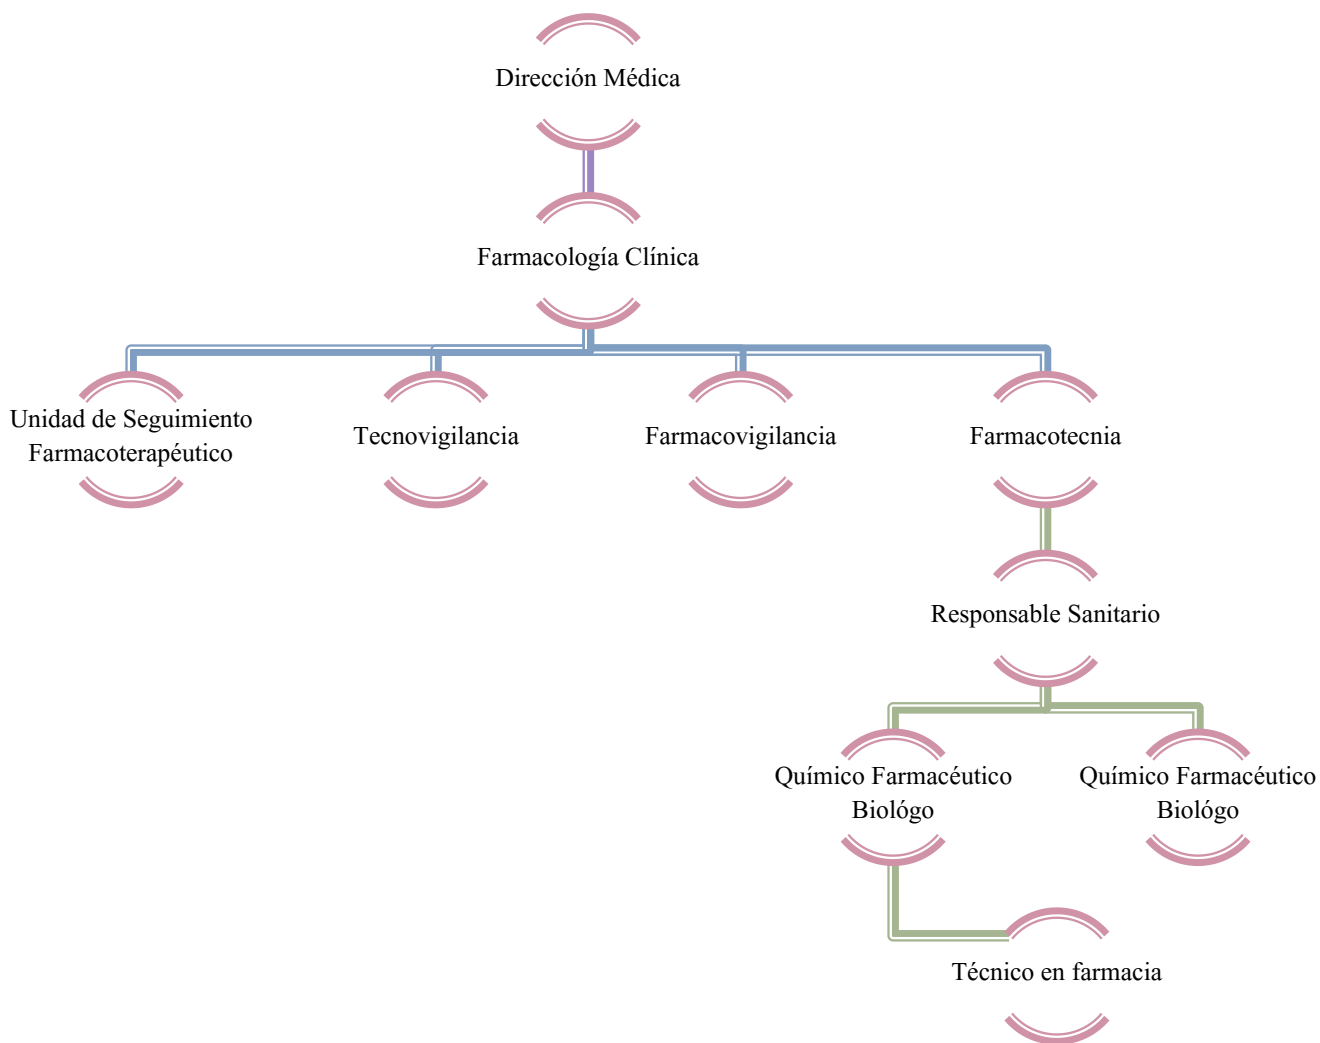 Dirección Médica
Farmacología Clínica
Unidad de Seguimiento
Farmacoterapéutico
Tecnovigilancia
Farmacovigilancia
Farmacotecnia
Responsable Sanitario
Químico Farmacéutico
Biológo
Químico Farmacéutico
Biológo
Técnico en farmacia